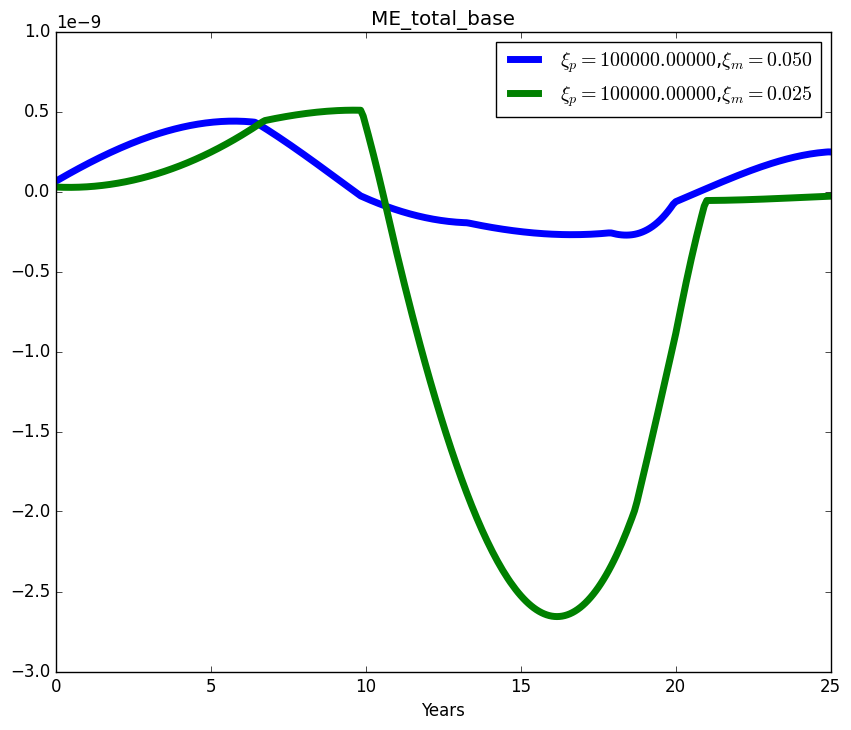 ME_total_base
1e−9
1.0
0.5
0.0
−0.5
−1.0
−1.5
−2.0
−2.5
−3.0
ξp = 100000.00000,ξm = 0.050
ξp = 100000.00000,ξm = 0.025
0 5 10 15 20 25
Years